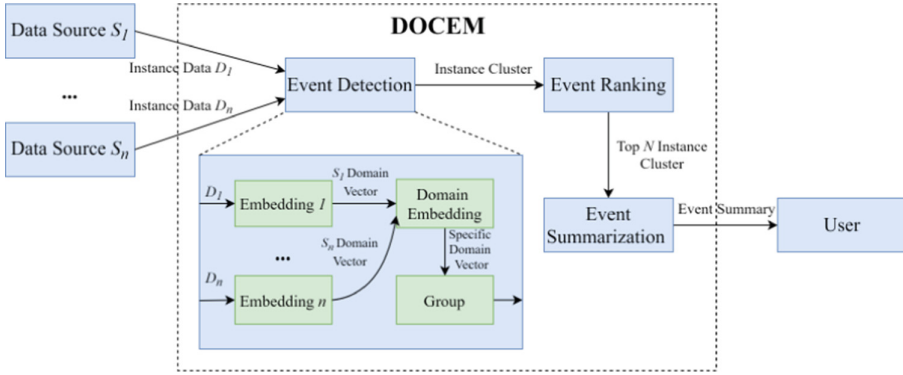 DOCEM
Data Source S1
Instance Data D1
...
Instance Data Dn
Data Source Sn
Event Detection
Instance Cluster
Event Ranking
Top N Instance
Cluster
D1
Embedding 1
S1 Domain
Vector
Domain
Embedding
...
Sn Domain
Vector
Specific
Domain
Vector
Dn
Embedding n
Group
Event
Summarization
Event Summary
User